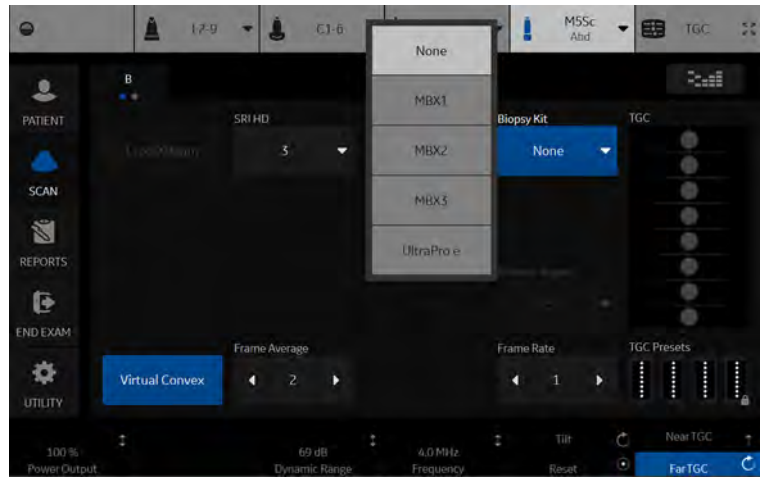 C1-6
M5Sc
Abd
TGC
None
MBX1
MBX2
MBX3
UltraPro e
B
PATIENT
SCAN
REPORTS
END EXAM
UTILITY
SRI HD
3
Biopsy Kit
None
TGC
Frame Average
2
Frame Rate
1
TGC Presets
Virtual Convex
100 %
Power Output
69 dB
Dynamic Range
4.0 MHz
Frequency
Tilt
Reset
Near TGC
Far TGC